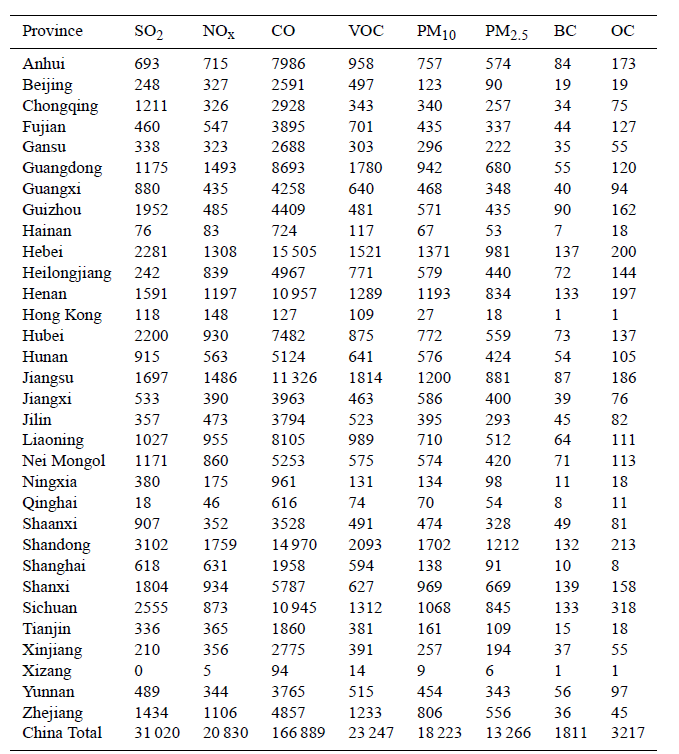 Province SO2 NOx CO VOC PM10 PM2.5 BC OC
Anhui 693 715 7986 958 757 574 84 173
Beijing 248 327 2591 497 123 90 19 19
Chongqing 1211 326 2928 343 340 257 34 75
Fujian 460 547 3895 701 435 337 44 127
Gansu 338 323 2688 303 296 222 35 55
Guangdong 1175 1493 8693 1780 942 680 55 120
Guangxi 880 435 4258 640 468 348 40 94
Guizhou 1952 485 4409 481 571 435 90 162
Hainan 76 83 724 117 67 53 7 18
Hebei 2281 1308 15 505 1521 1371 981 137 200
Heilongjiang 242 839 4967 771 579 440 72 144
Henan 1591 1197 10 957 1289 1193 834 133 197
Hong Kong 118 148 127 109 27 18 1 1
Hubei 2200 930 7482 875 772 559 73 137
Hunan 915 563 5124 641 576 424 54 105
Jiangsu 1697 1486 11 326 1814 1200 881 87 186
Jiangxi 533 390 3963 463 586 400 39 76
Jilin 357 473 3794 523 395 293 45 82
Liaoning 1027 955 8105 989 710 512 64 111
Nei Mongol 1171 860 5253 575 574 420 71 113
Ningxia 380 175 961 131 134 98 11 18
Qinghai 18 46 616 74 70 54 8 11
Shaanxi 907 352 3528 491 474 328 49 81
Shandong 3102 1759 14 970 2093 1702 1212 132 213
Shanghai 618 631 1958 594 138 91 10 8
Shanxi 1804 934 5787 627 969 669 139 158
Sichuan 2555 873 10 945 1312 1068 845 133 318
Tianjin 336 365 1860 381 161 109 15 18
Xinjiang 210 356 2775 391 257 194 37 55
Xizang 0 5 94 14 9 6 1 1
Yunnan 489 344 3765 515 454 343 56 97
Zhejiang 1434 1106 4857 1233 806 556 36 45
China Total 31 020 20 830 166 889 23 247 18 223 13 266 1811 3217